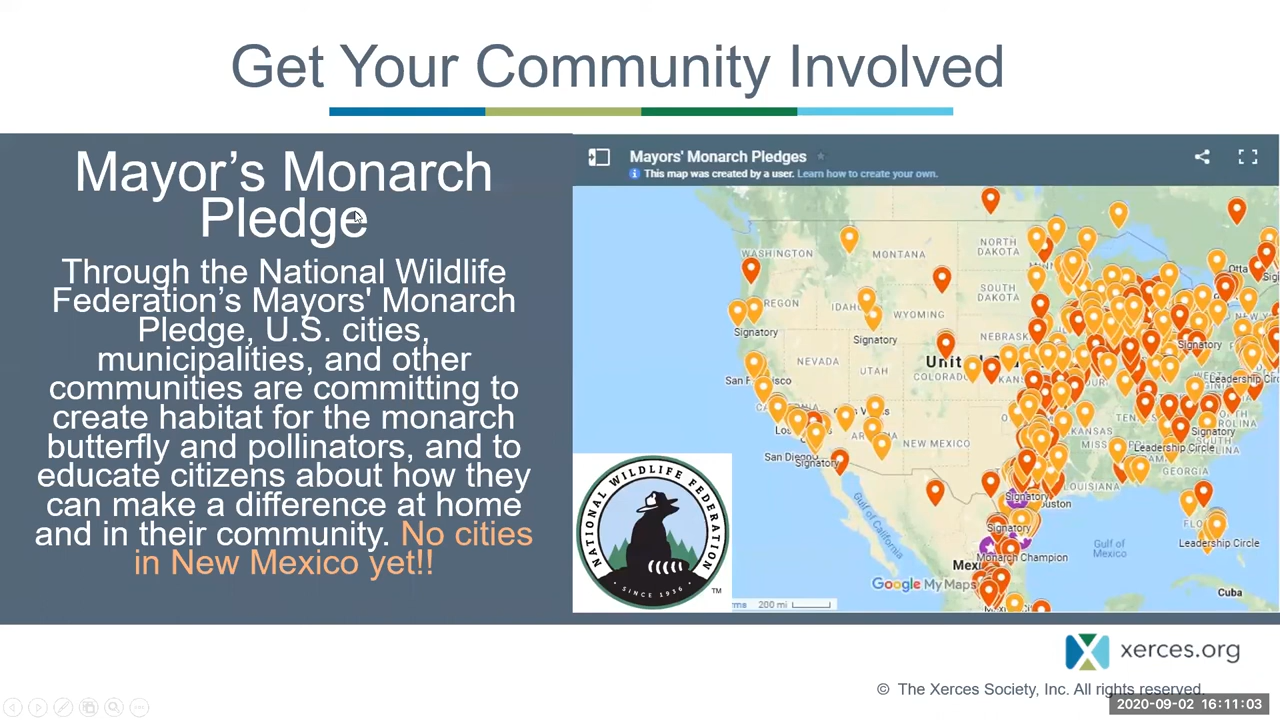 Get Your Community Involved
Mayor’s Monarch
Pledge
Through the National Wildlife
Federation’s Mayors' Monarch
Pledge, U.S. cities,
municipalities, and other
communities are committing to
create habitat for the monarch
butterfly and pollinators, and to
educate citizens about how they
can make a difference at home
and in their community. No cities
in New Mexico yet!!
Mayors' Monarch Pledges
This map was created by a user. Learn how to create your own.
WASHINGTON
MONTANA
NORTH
DAKOTA
SOUTH
DAKOTA
WYOMING
Signatory
Signatory
NEBRASKA
NEVADA
UTAH
COLORADO
Signatory
Leadership Circle
NEW MEXICO
Signatory
Leadership Circle
San Diego
Signatory
GEORGIA
LOUISIANA
Signatory
Gulf of California
Signatory
Leadership Circle
Gulf of
Mexico
Monarch Champion
Google My Maps
Cuba
200 mi
NATIONAL WILDLIFE FEDERATION
SINCE 1936
TM
xerces.org
© The Xerces Society, Inc. All rights reserved.
2020-09-02 16:11:03